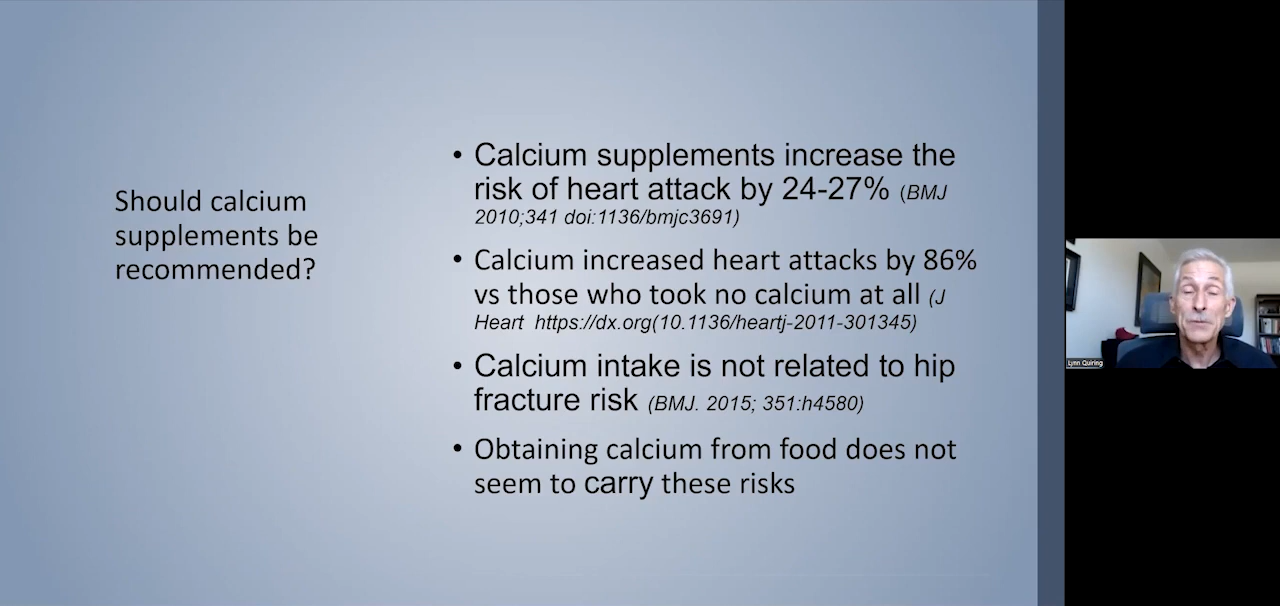 Should calcium
supplements be
recommended?
• Calcium supplements increase the
risk of heart attack by 24-27% (BMJ
2010;341 doi:1136/bmjc3691)
• Calcium increased heart attacks by 86%
vs those who took no calcium at all (J
Heart https://dx.org(10.1136/heartj-2011-301345)
• Calcium intake is not related to hip
fracture risk (BMJ. 2015; 351:h4580)
• Obtaining calcium from food does not
seem to carry these risks
Lynn Quiring